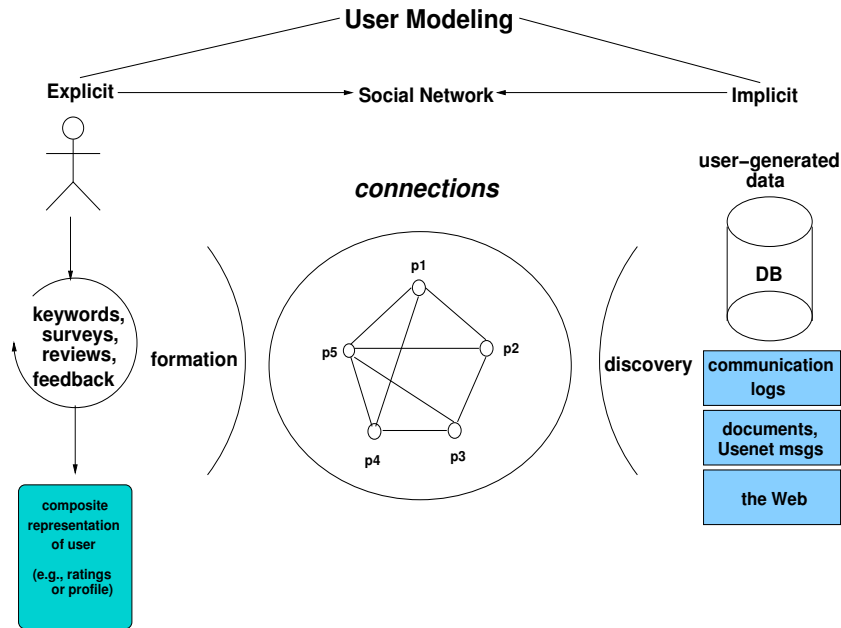 User Modeling
Explicit
Social Network
Implicit
connections
user−generated
data
DB
p1
p2
p5
p4
p3
keywords,
surveys,
reviews,
feedback
formation
discovery
communication
logs
documents,
Usenet msgs
the Web
composite
representation
of user
(e.g., ratings
or profile)